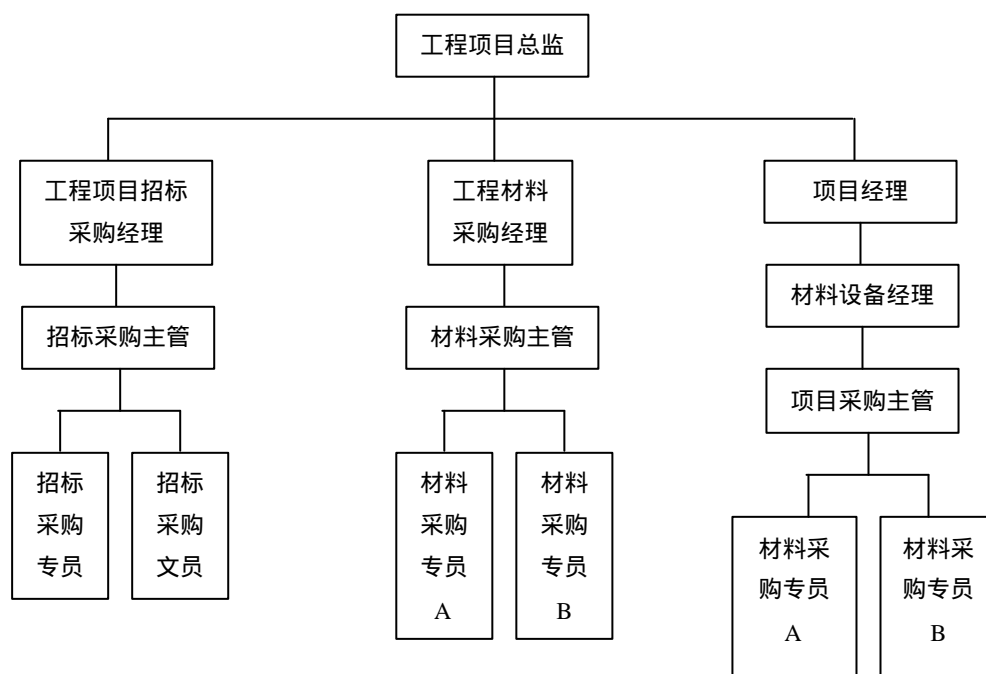 工程项目总监
工程项目招标
采购经理
工程材料
采购经理
项目经理
材料设备经理
招标采购主管
材料采购主管
项目采购主管
招标
采购
专员
招标
采购
文员
材料
采购
专员
A
材料
采购
专员
B
材料采
购专员
A
材料采
购专员
B